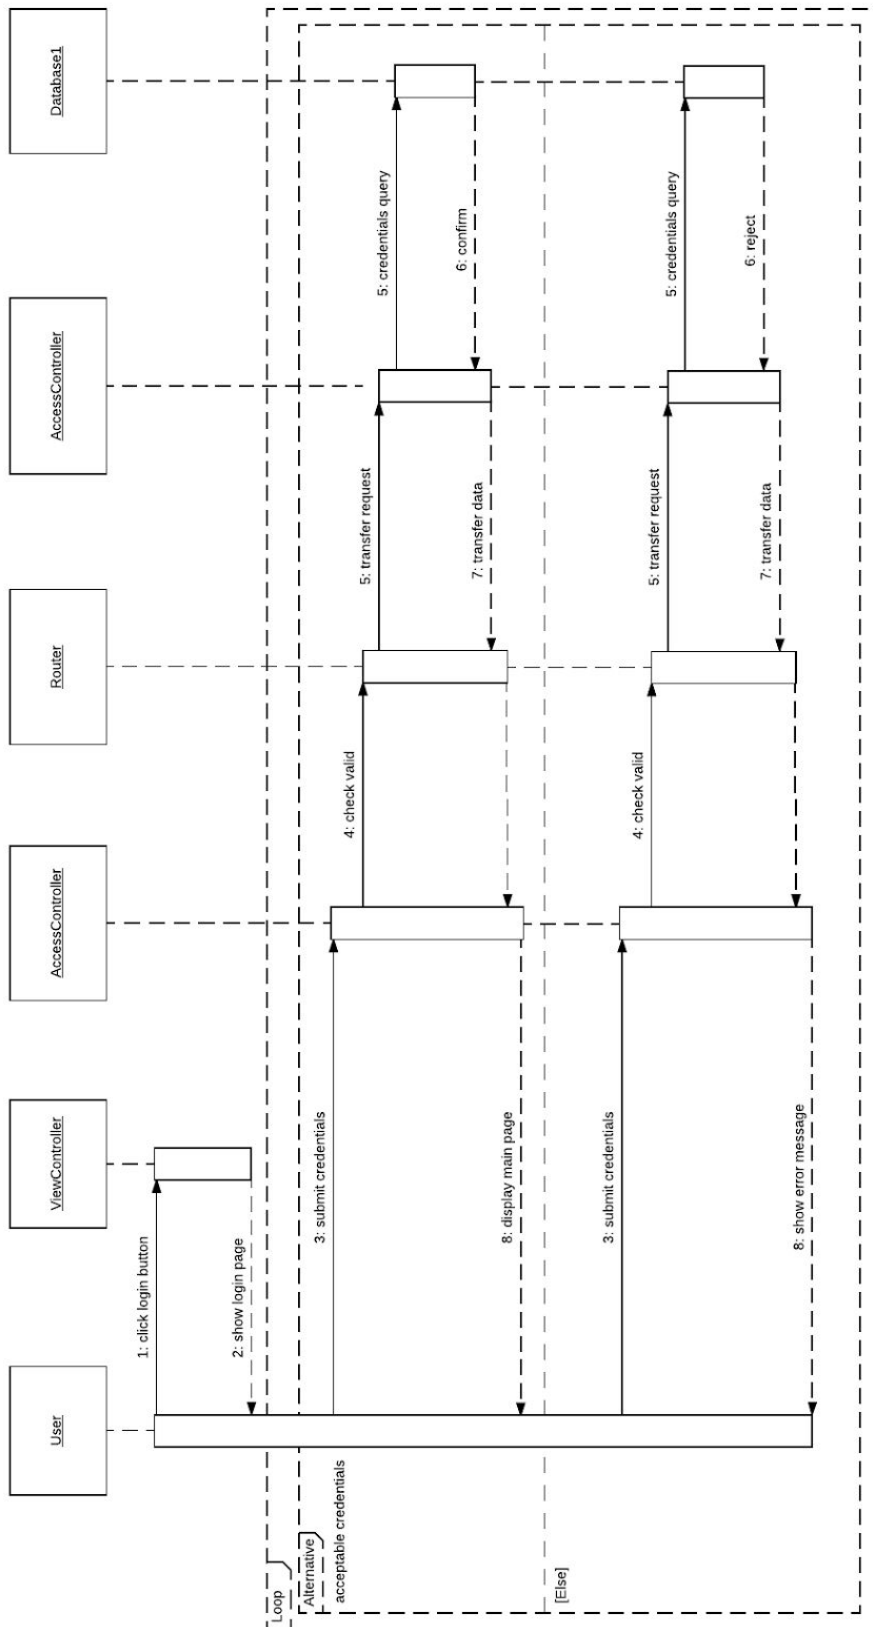 User
ViewController
AccessController
Router
AccessController
Database1
1: click login button
2: show login page
Loop
Alternative
acceptable credentials
3: submit credentials
4: check valid
5: transfer request
5: credentials query
6: confirm
7: transfer data
8: display main page
[Else]
3: submit credentials
4: check valid
5: transfer request
5: credentials query
6: reject
7: transfer data
8: show error message